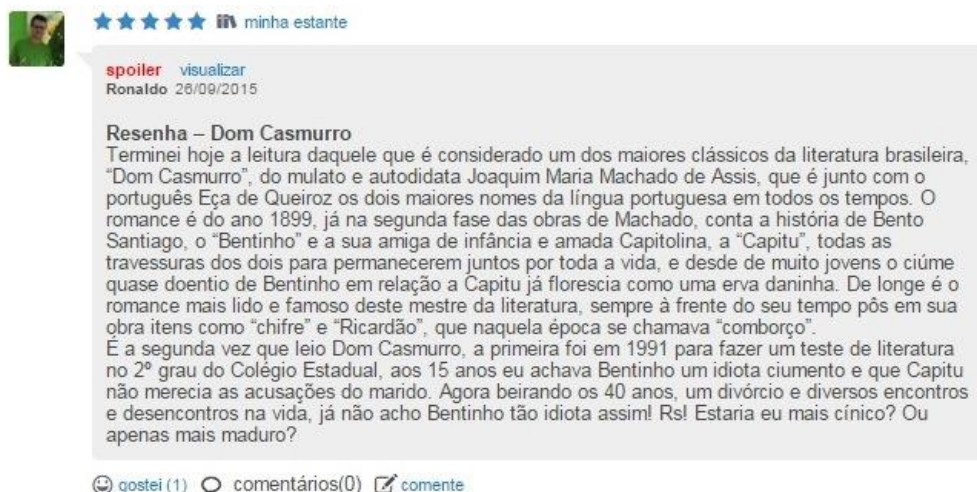 minha estante
spoiler visualizar
Ronaldo 26/09/2015
Resenha – Dom Casmurro
Terminei hoje a leitura daquele que é considerado um dos maiores clássicos da literatura brasileira,
“Dom Casmurro”, do mulato e autodidata Joaquim Maria Machado de Assis, que é junto com o
português Eça de Queiroz os dois maiores nomes da língua portuguesa em todos os tempos. O
romance é do ano 1899, já na segunda fase das obras de Machado, conta a história de Bento
Santiago, o “Bentinho” e a sua amiga de infância e amada Capitolina, a “Capitu”, todas as
travessuras dos dois para permanecerem juntos por toda a vida, e desde de muito jovens o ciúme
quase doentio de Bentinho em relação a Capitu já florescia como uma erva daninha. De longe é o
romance mais lido e famoso deste mestre da literatura, sempre à frente do seu tempo pôs em sua
obra itens como “chifre” e “Ricardão”, que naquela época se chamava “comborço”.
É a segunda vez que leio Dom Casmurro, a primeira foi em 1991 para fazer um teste de literatura
no 2º grau do Colégio Estadual, aos 15 anos eu achava Bentinho um idiota ciumento e que Capitu
não merecia as acusações do marido. Agora beirando os 40 anos, um divórcio e diversos encontros
e desencontros na vida, já não acho Bentinho tão idiota assim! Rs! Estaria eu mais cínico? Ou
apenas mais maduro?
gostei (1) comentários(0) comente